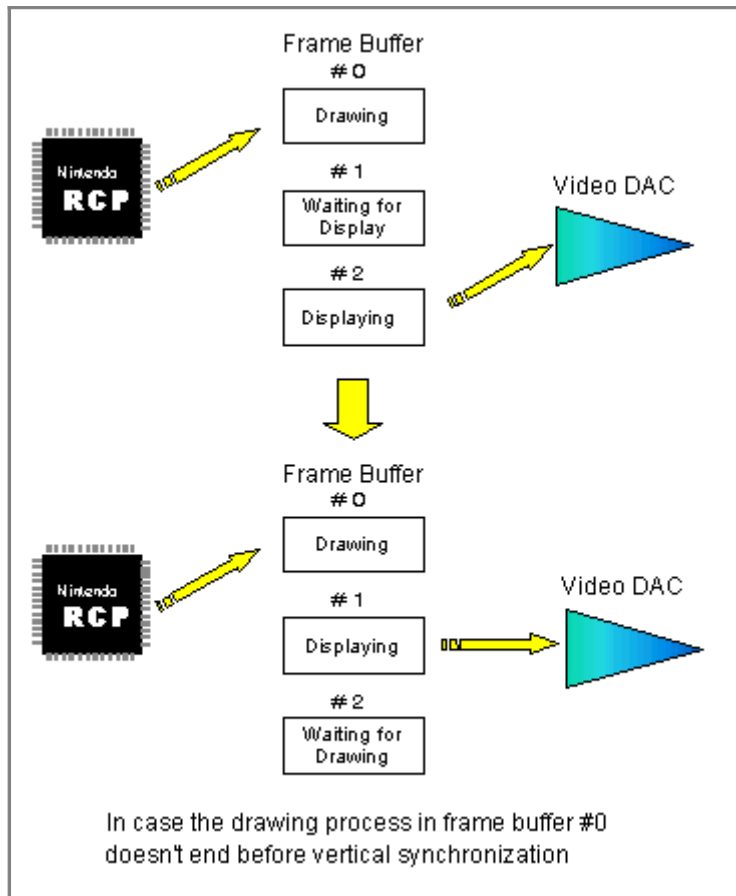 Frame Buffer
# 0
Drawing
Nintendo
RCP
# 1
Waiting for
Display
Video DAC
# 2
Displaying
Frame Buffer
# 0
Drawing
Nintendo
RCP
# 1
Displaying
Video DAC
# 2
Waiting for
Drawing
In case the drawing process in frame buffer #0
doesn't end before vertical synchronization